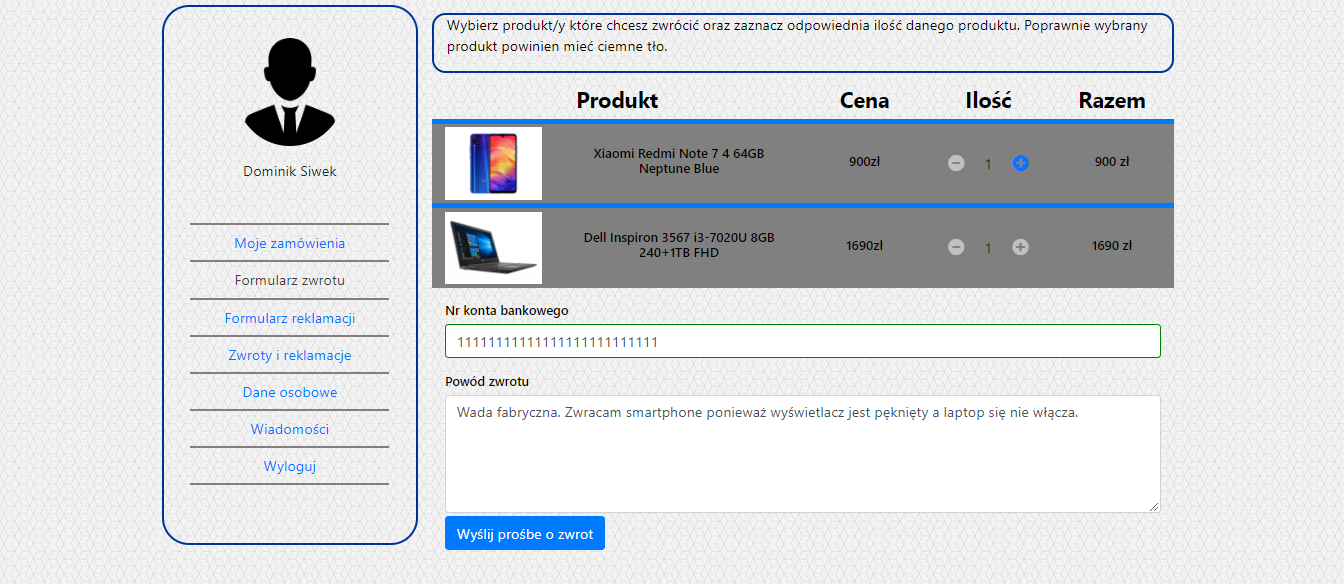 Wybierz produkt/y które chcesz zwrócić oraz zaznacz odpowiednia ilość danego produktu. Poprawnie wybrany
produkt powinien mieć ciemne tło.
Dominik Siwek
Moje zamówienia
Formularz zwrotu
Formularz reklamacji
Zwroty i reklamacje
Dane osobowe
Wiadomości
Wyloguj
Produkt Cena Ilość Razem
Xiaomi Redmi Note 7 4 64GB
Neptune Blue
900zł 1 900 zł
Dell Inspiron 3567 i3-7020U 8GB
240+1TB FHD
1690zł 1 1690 zł
Nr konta bankowego
11111111111111111111111111
Powód zwrotu
Wada fabryczna. Zwracam smartphone ponieważ wyświetlacz jest pęknięty a laptop się nie włącza.
Wyślij prośbe o zwrot